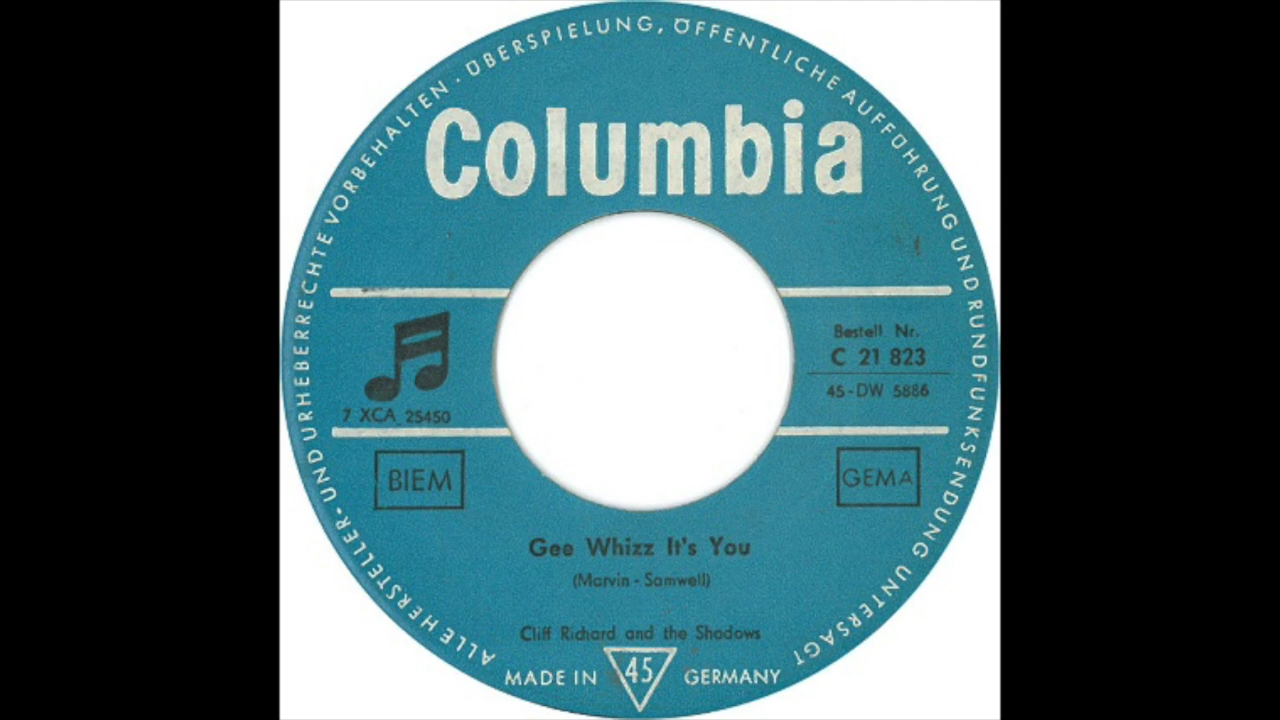 ALLE HERSTELLER- UND URHEBERRECHTE VORBEHALTEN · ÜBERSPIELUNG, ÖFFENTLICHE AUFFÜHRUNG UND RUNDFUNKSENDUNG UNTERSAGT
Columbia
Bestell Nr.
C 21 823
45-DW 5886
7 XCA 25450
BIEM
GEMA
Gee Whizz It's You
(Marvin - Samwell)
Cliff Richard and the Shadows
MADE IN 45 GERMANY